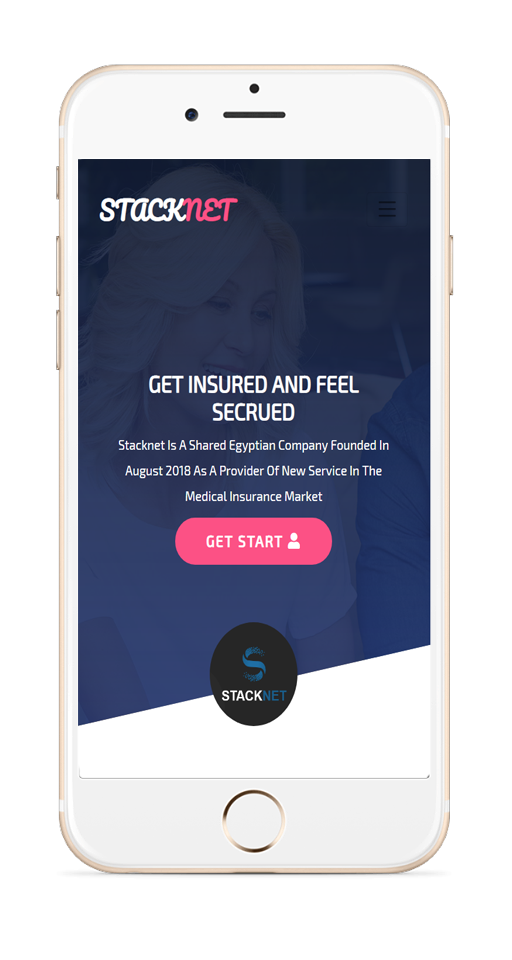 STACKNET
GET INSURED AND FEEL
SECRUED
Stacknet Is A Shared Egyptian Company Founded In
August 2018 As A Provider Of New Service In The
Medical Insurance Market
GET START
STACKNET